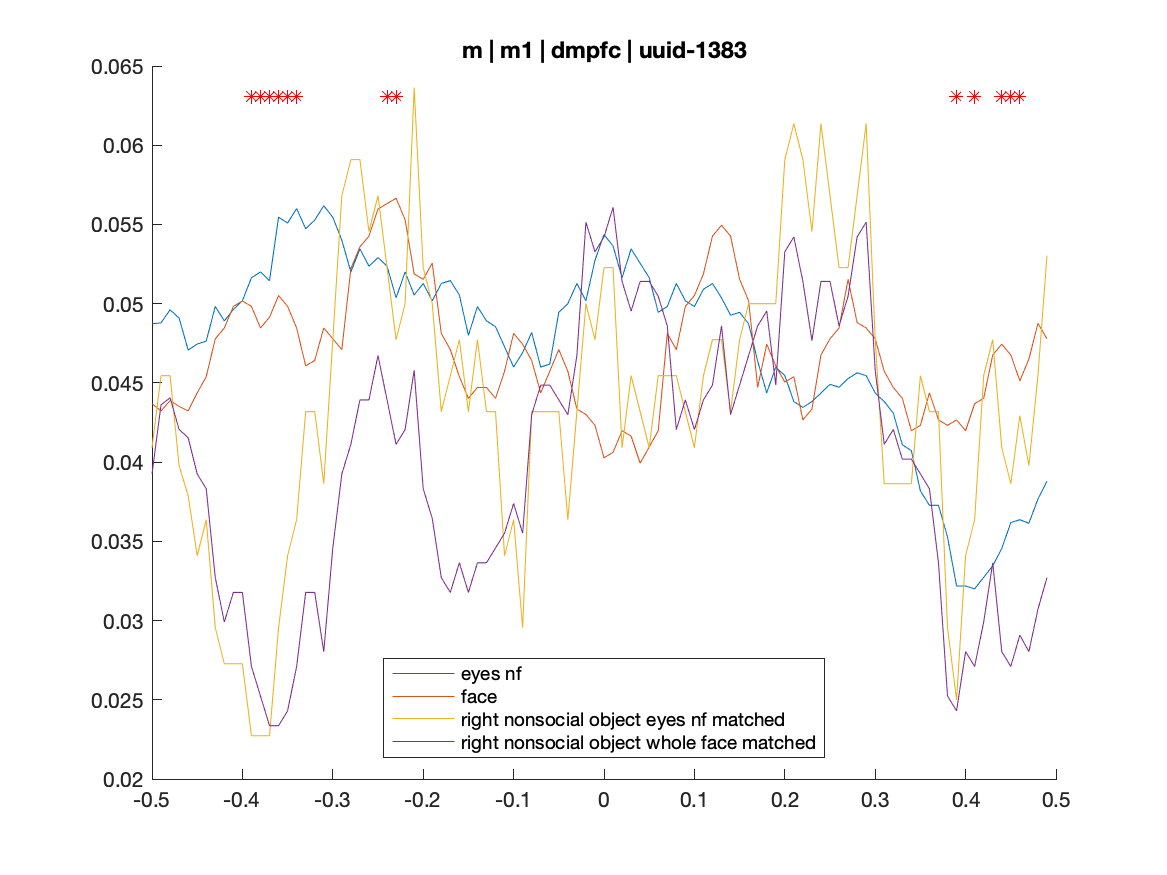 m | m1 | dmpfc | uuid-1383
0.065
0.06
0.055
0.05
0.045
0.04
0.035
0.03
0.025
0.02
eyes nf
face
right nonsocial object eyes nf matched
right nonsocial object whole face matched
-0.5 -0.4 -0.3 -0.2 -0.1 0 0.1 0.2 0.3 0.4 0.5